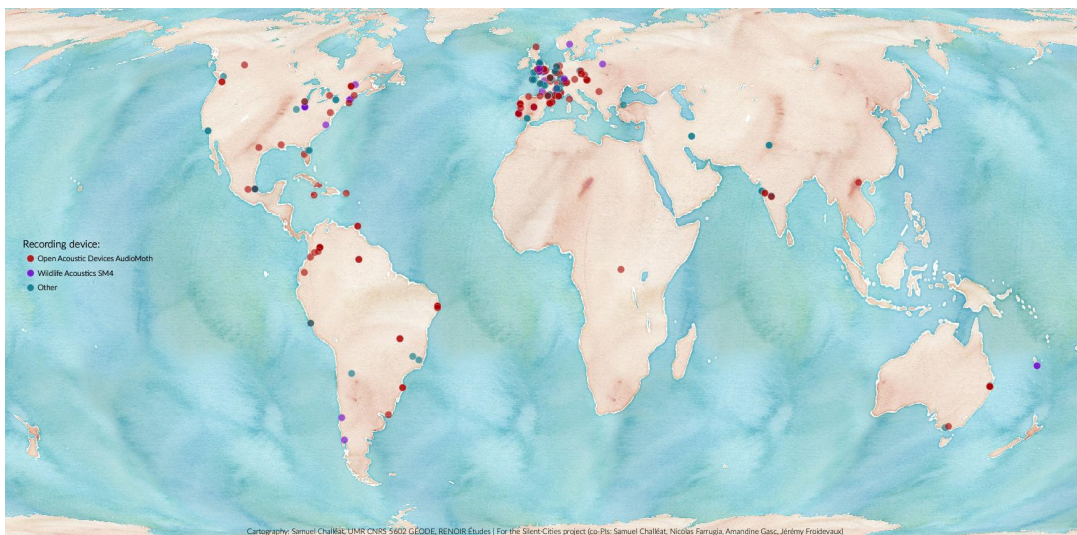 Recording device:
Open Acoustic Devices AudioMoth
Wildlife Acoustics SM4
Other
Cartography: Samuel Challéat, UMR CNRS 5602 GÉODE, RENOIR Études | For the Silent·Cities project (co-PIs: Samuel Challéat, Nicolas Farrugia, Amandine Gasc, Jérémy Froidevaux)